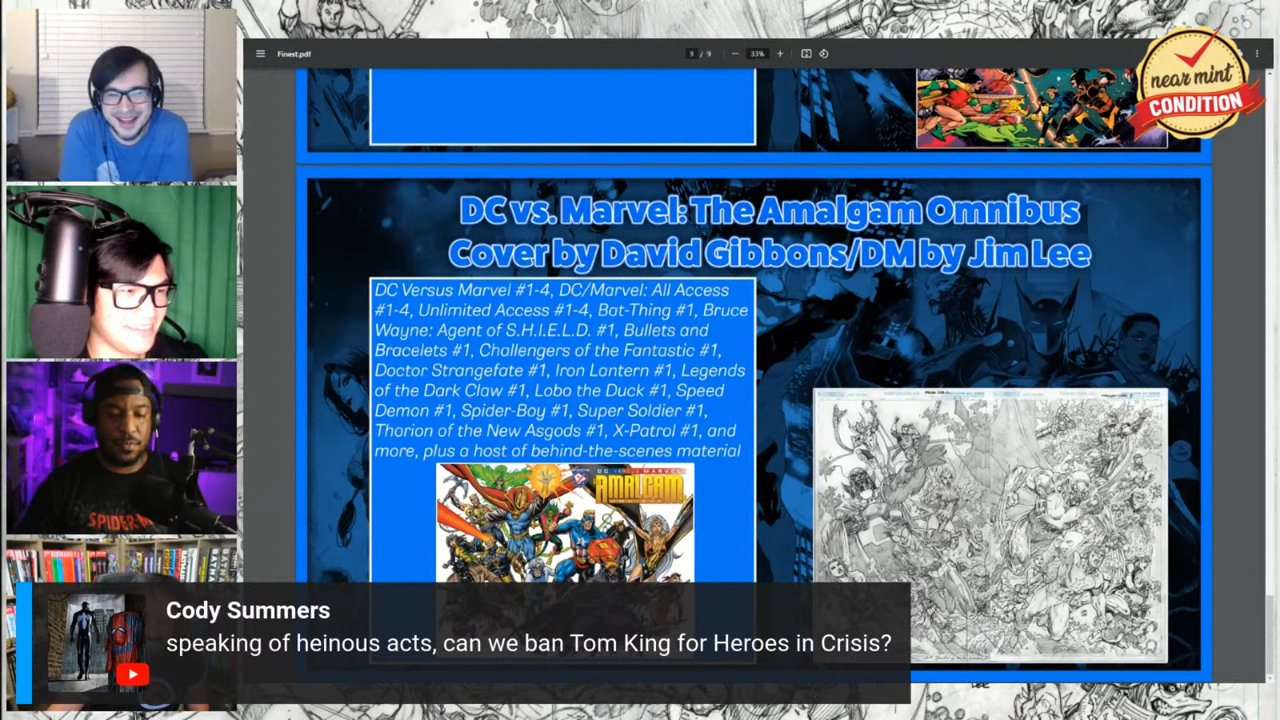 Finest.pdf
9 / 9
33%
near mint
CONDITION
DC vs. Marvel: The Amalgam Omnibus
Cover by David Gibbons/DM by Jim Lee
DC Versus Marvel #1-4, DC/Marvel: All Access
#1-4, Unlimited Access #1-4, Bat-Thing #1, Bruce
Wayne: Agent of S.H.I.E.L.D. #1, Bullets and
Bracelets #1, Challengers of the Fantastic #1,
Doctor Strangefate #1, Iron Lantern #1, Legends
of the Dark Claw #1, Lobo the Duck #1, Speed
Demon #1, Spider-Boy #1, Super Soldier #1,
Thorion of the New Asgods #1, X-Patrol #1, and
more, plus a host of behind-the-scenes material
DC VERSUS MARVEL
AMALGAM
SPIDER-M
Cody Summers
speaking of heinous acts, can we ban Tom King for Heroes in Crisis?